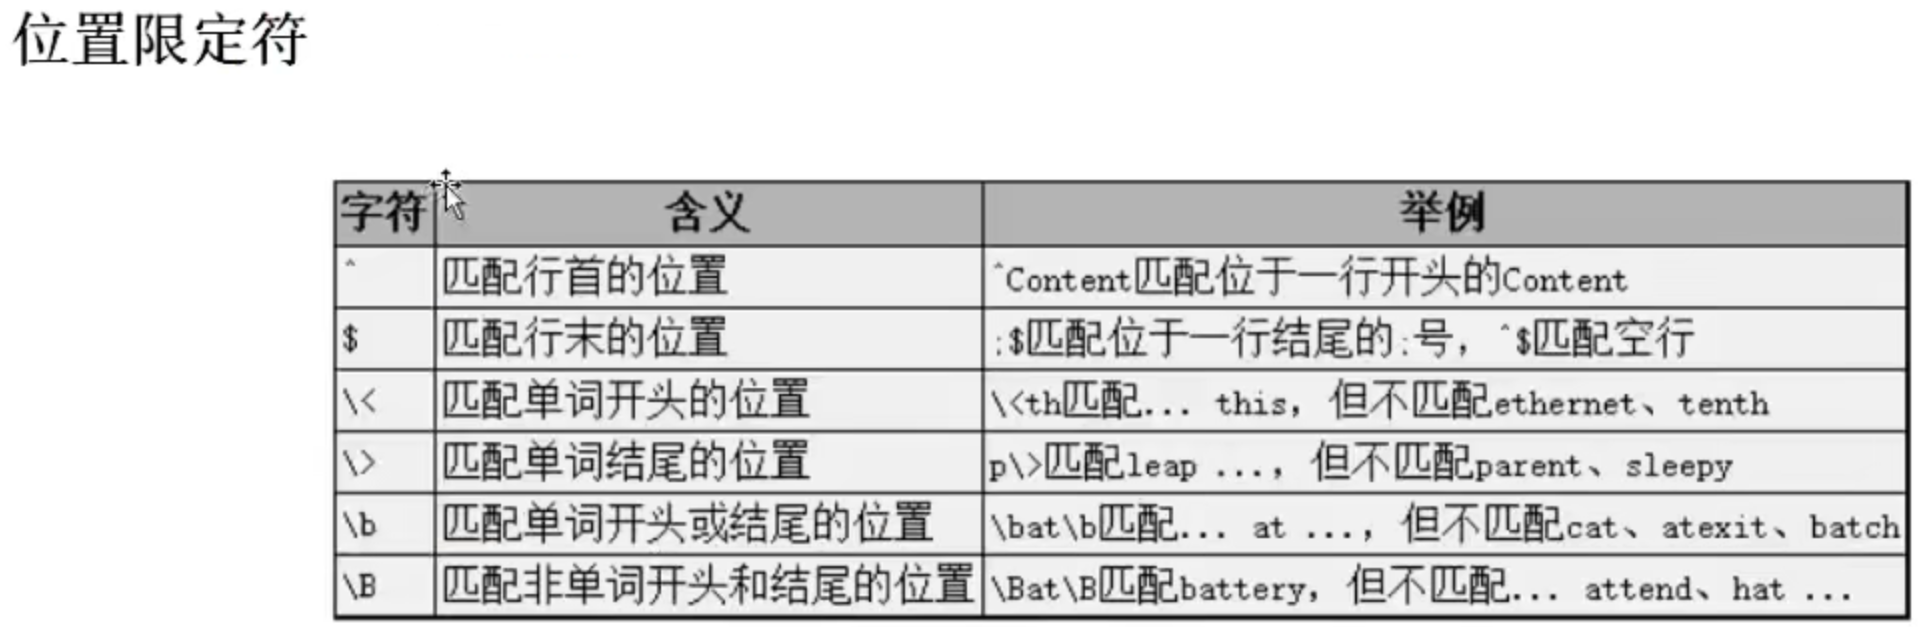 位置限定符
字符 含义 举例
^ 匹配行首的位置 ^Content匹配位于一行开头的Content
$ 匹配行末的位置 ;$匹配位于一行结尾的;号，^$匹配空行
\< 匹配单词开头的位置 \<th匹配... this，但不匹配ethernet、tenth
\> 匹配单词结尾的位置 p\>匹配leap ...，但不匹配parent、sleepy
\b 匹配单词开头或结尾的位置 \bat\b匹配... at ...，但不匹配cat、atexit、batch
\B 匹配非单词开头和结尾的位置 \Bat\B匹配battery，但不匹配... attend、hat ...